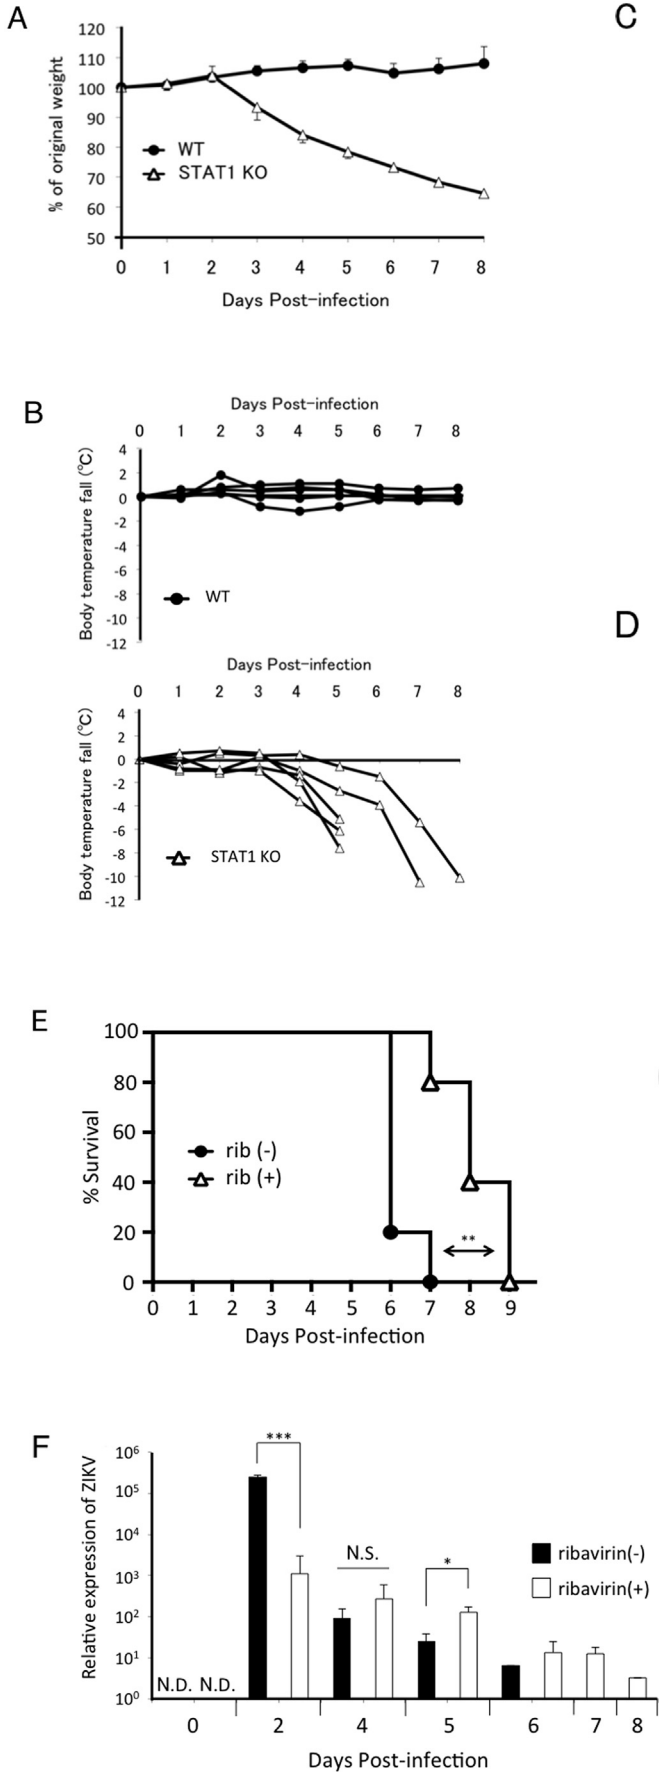 A
C
120
110
100
90
80
70
60
50
% of original weight
WT
STAT1 KO
0 1 2 3 4 5 6 7 8
Days Post-infection
B
Days Post-infection
0 1 2 3 4 5 6 7 8
4
2
0
-2
-4
-6
-8
-10
-12
Body temperature fall (℃)
WT
D
Days Post-infection
0 1 2 3 4 5 6 7 8
4
2
0
-2
-4
-6
-8
-10
-12
Body temperature fall (℃)
STAT1 KO
E
100
80
60
40
20
0
% Survival
rib (-)
rib (+)
**
0 1 2 3 4 5 6 7 8 9
Days Post-infection
F
10⁶
10⁵
10⁴
10³
10²
10¹
10⁰
Relative expression of ZIKV
***
N.S.
*
ribavirin(-)
ribavirin(+)
N.D. N.D.
0 2 4 5 6 7 8
Days Post-infection